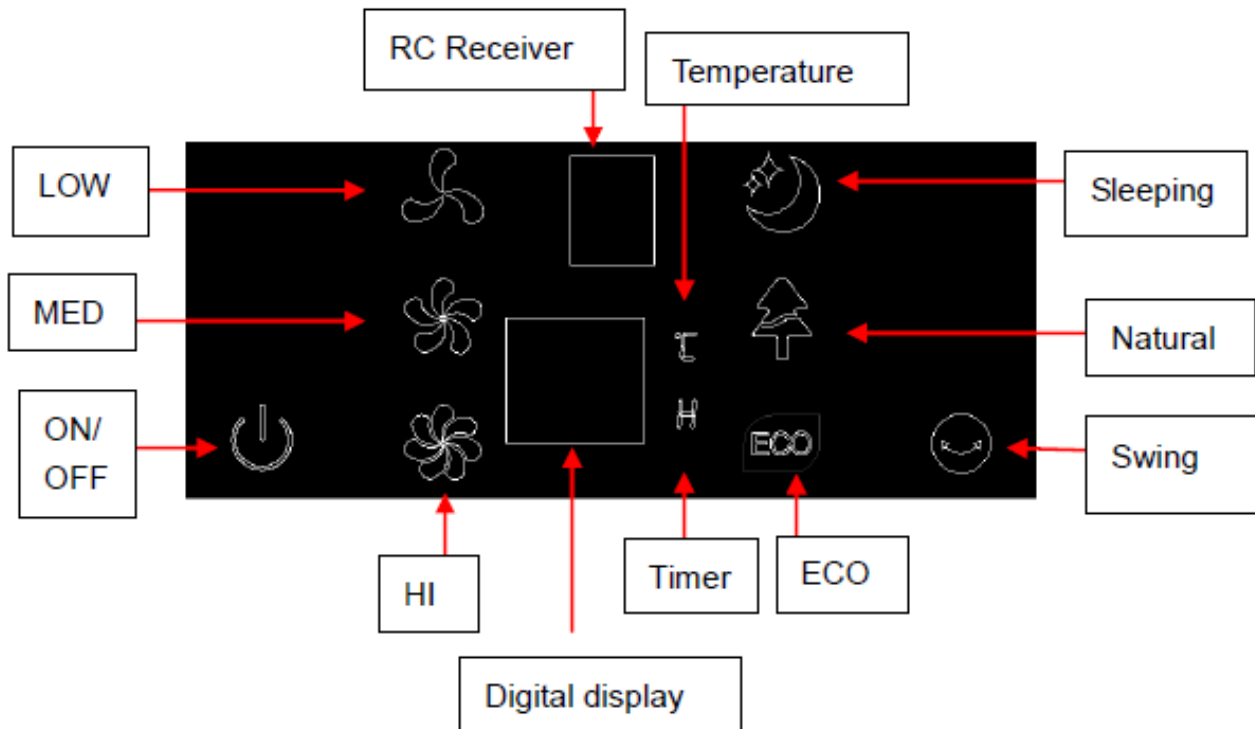 RC Receiver
Temperature
LOW
Sleeping
MED
Natural
℃
H
ON/
OFF
ECO
Swing
HI
Timer
ECO
Digital display